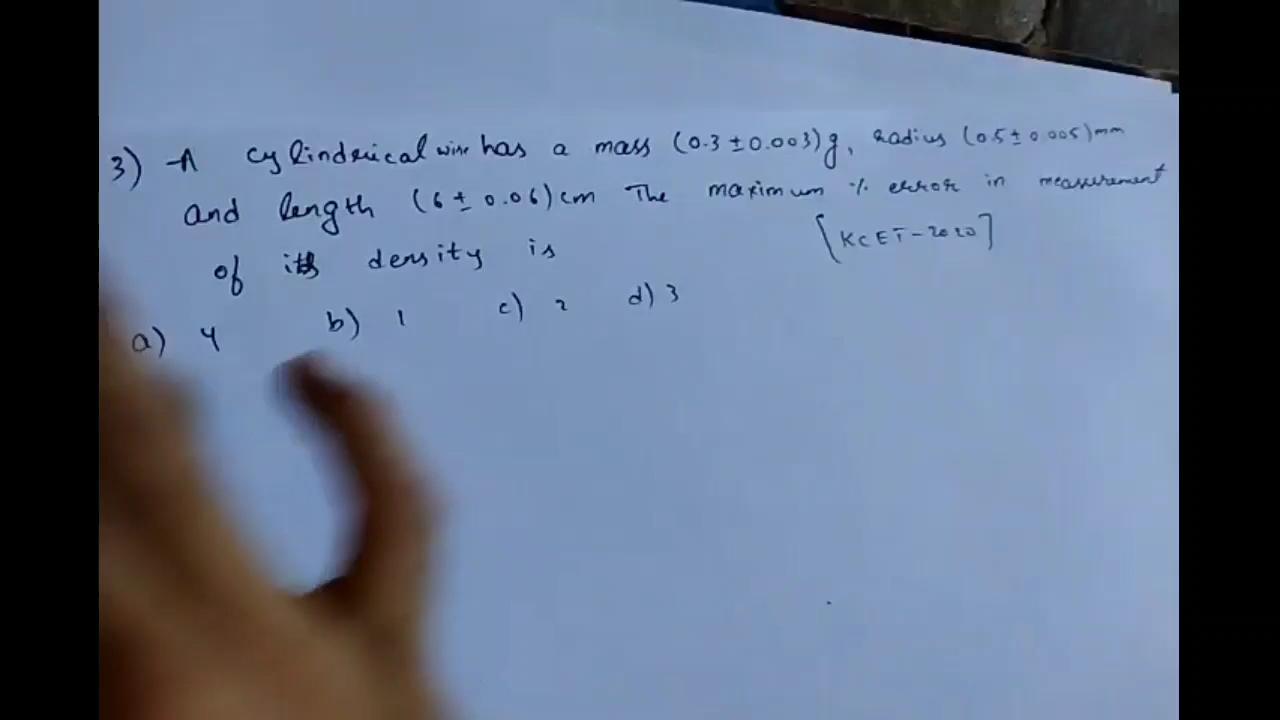 3) A cylindrical wire has a mass (0.3 ± 0.003)g, radius (0.5 ± 0.005)mm
and length (6 ± 0.06)cm The maximum % error in measurement
of its density is [KCET-2020]
a) 4 b) 1 c) 2 d) 3